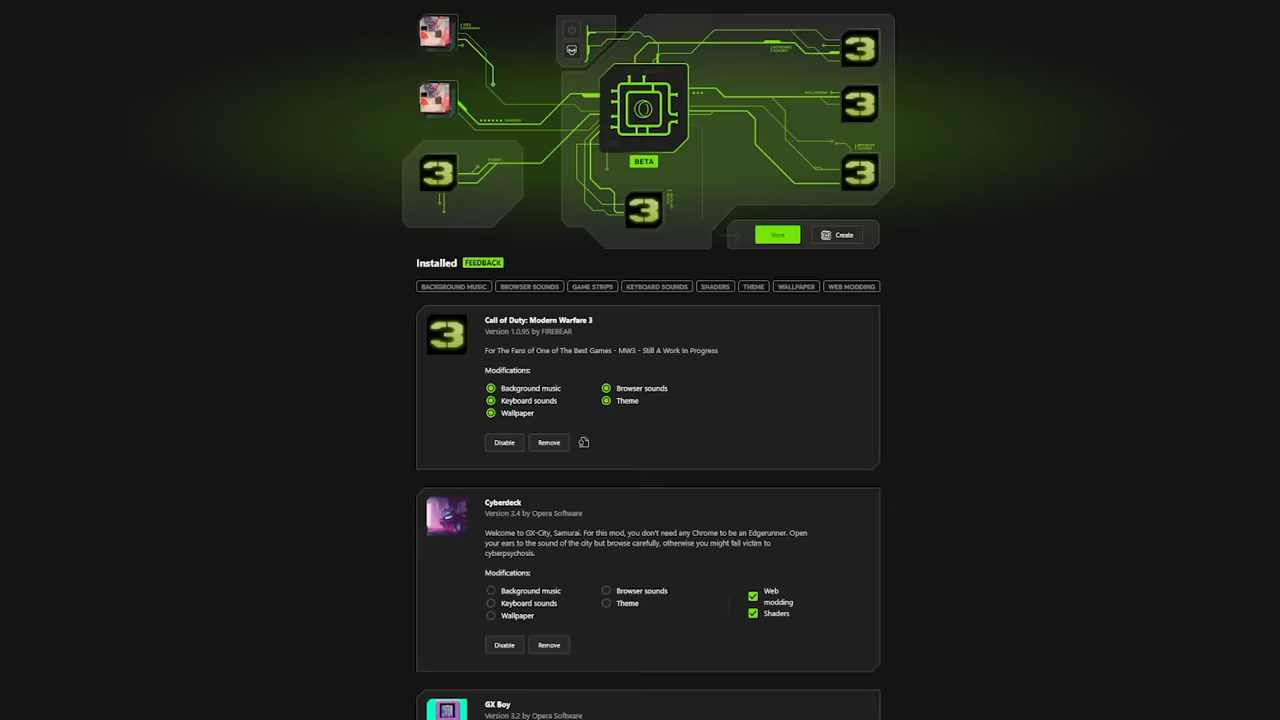 3
3
3
BETA
3
3
Store
Create
Installed FEEDBACK
BACKGROUND MUSIC BROWSER SOUNDS GAME STRIPS KEYBOARD SOUNDS SHADERS THEME WALLPAPER WEB MODDING
3
Call of Duty: Modern Warfare 3
Version 1.0.95 by FIREBEAR
For The Fans of One of The Best Games - MW3 - Still A Work In Progress
Modifications:
Background music Browser sounds
Keyboard sounds Theme
Wallpaper
Disable Remove
Cyberdeck
Version 3.4 by Opera Software
Welcome to GX-City, Samurai. For this mod, you don't need any Chrome to be an Edgerunner. Open
your ears to the sound of the city but browse carefully, otherwise you might fall victim to
cyberpsychosis.
Modifications:
Background music Browser sounds Web
modding
Keyboard sounds Theme
Wallpaper Shaders
Disable Remove
GX Boy
Version 3.2 by Opera Software